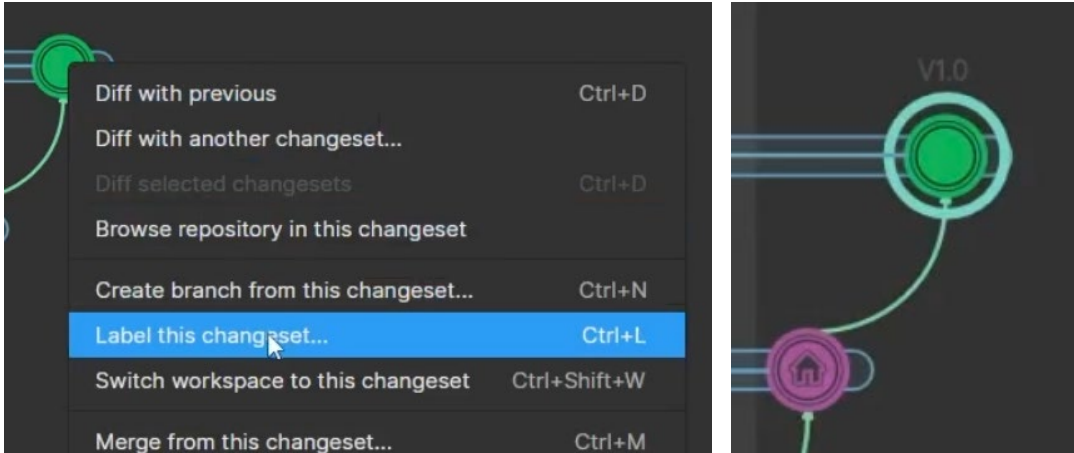 Diff with previous Ctrl+D
Diff with another changeset...
Diff selected changesets Ctrl+D
Browse repository in this changeset
Create branch from this changeset... Ctrl+N
Label this changeset... Ctrl+L
Switch workspace to this changeset Ctrl+Shift+W
Merge from this changeset... Ctrl+M
V1.0